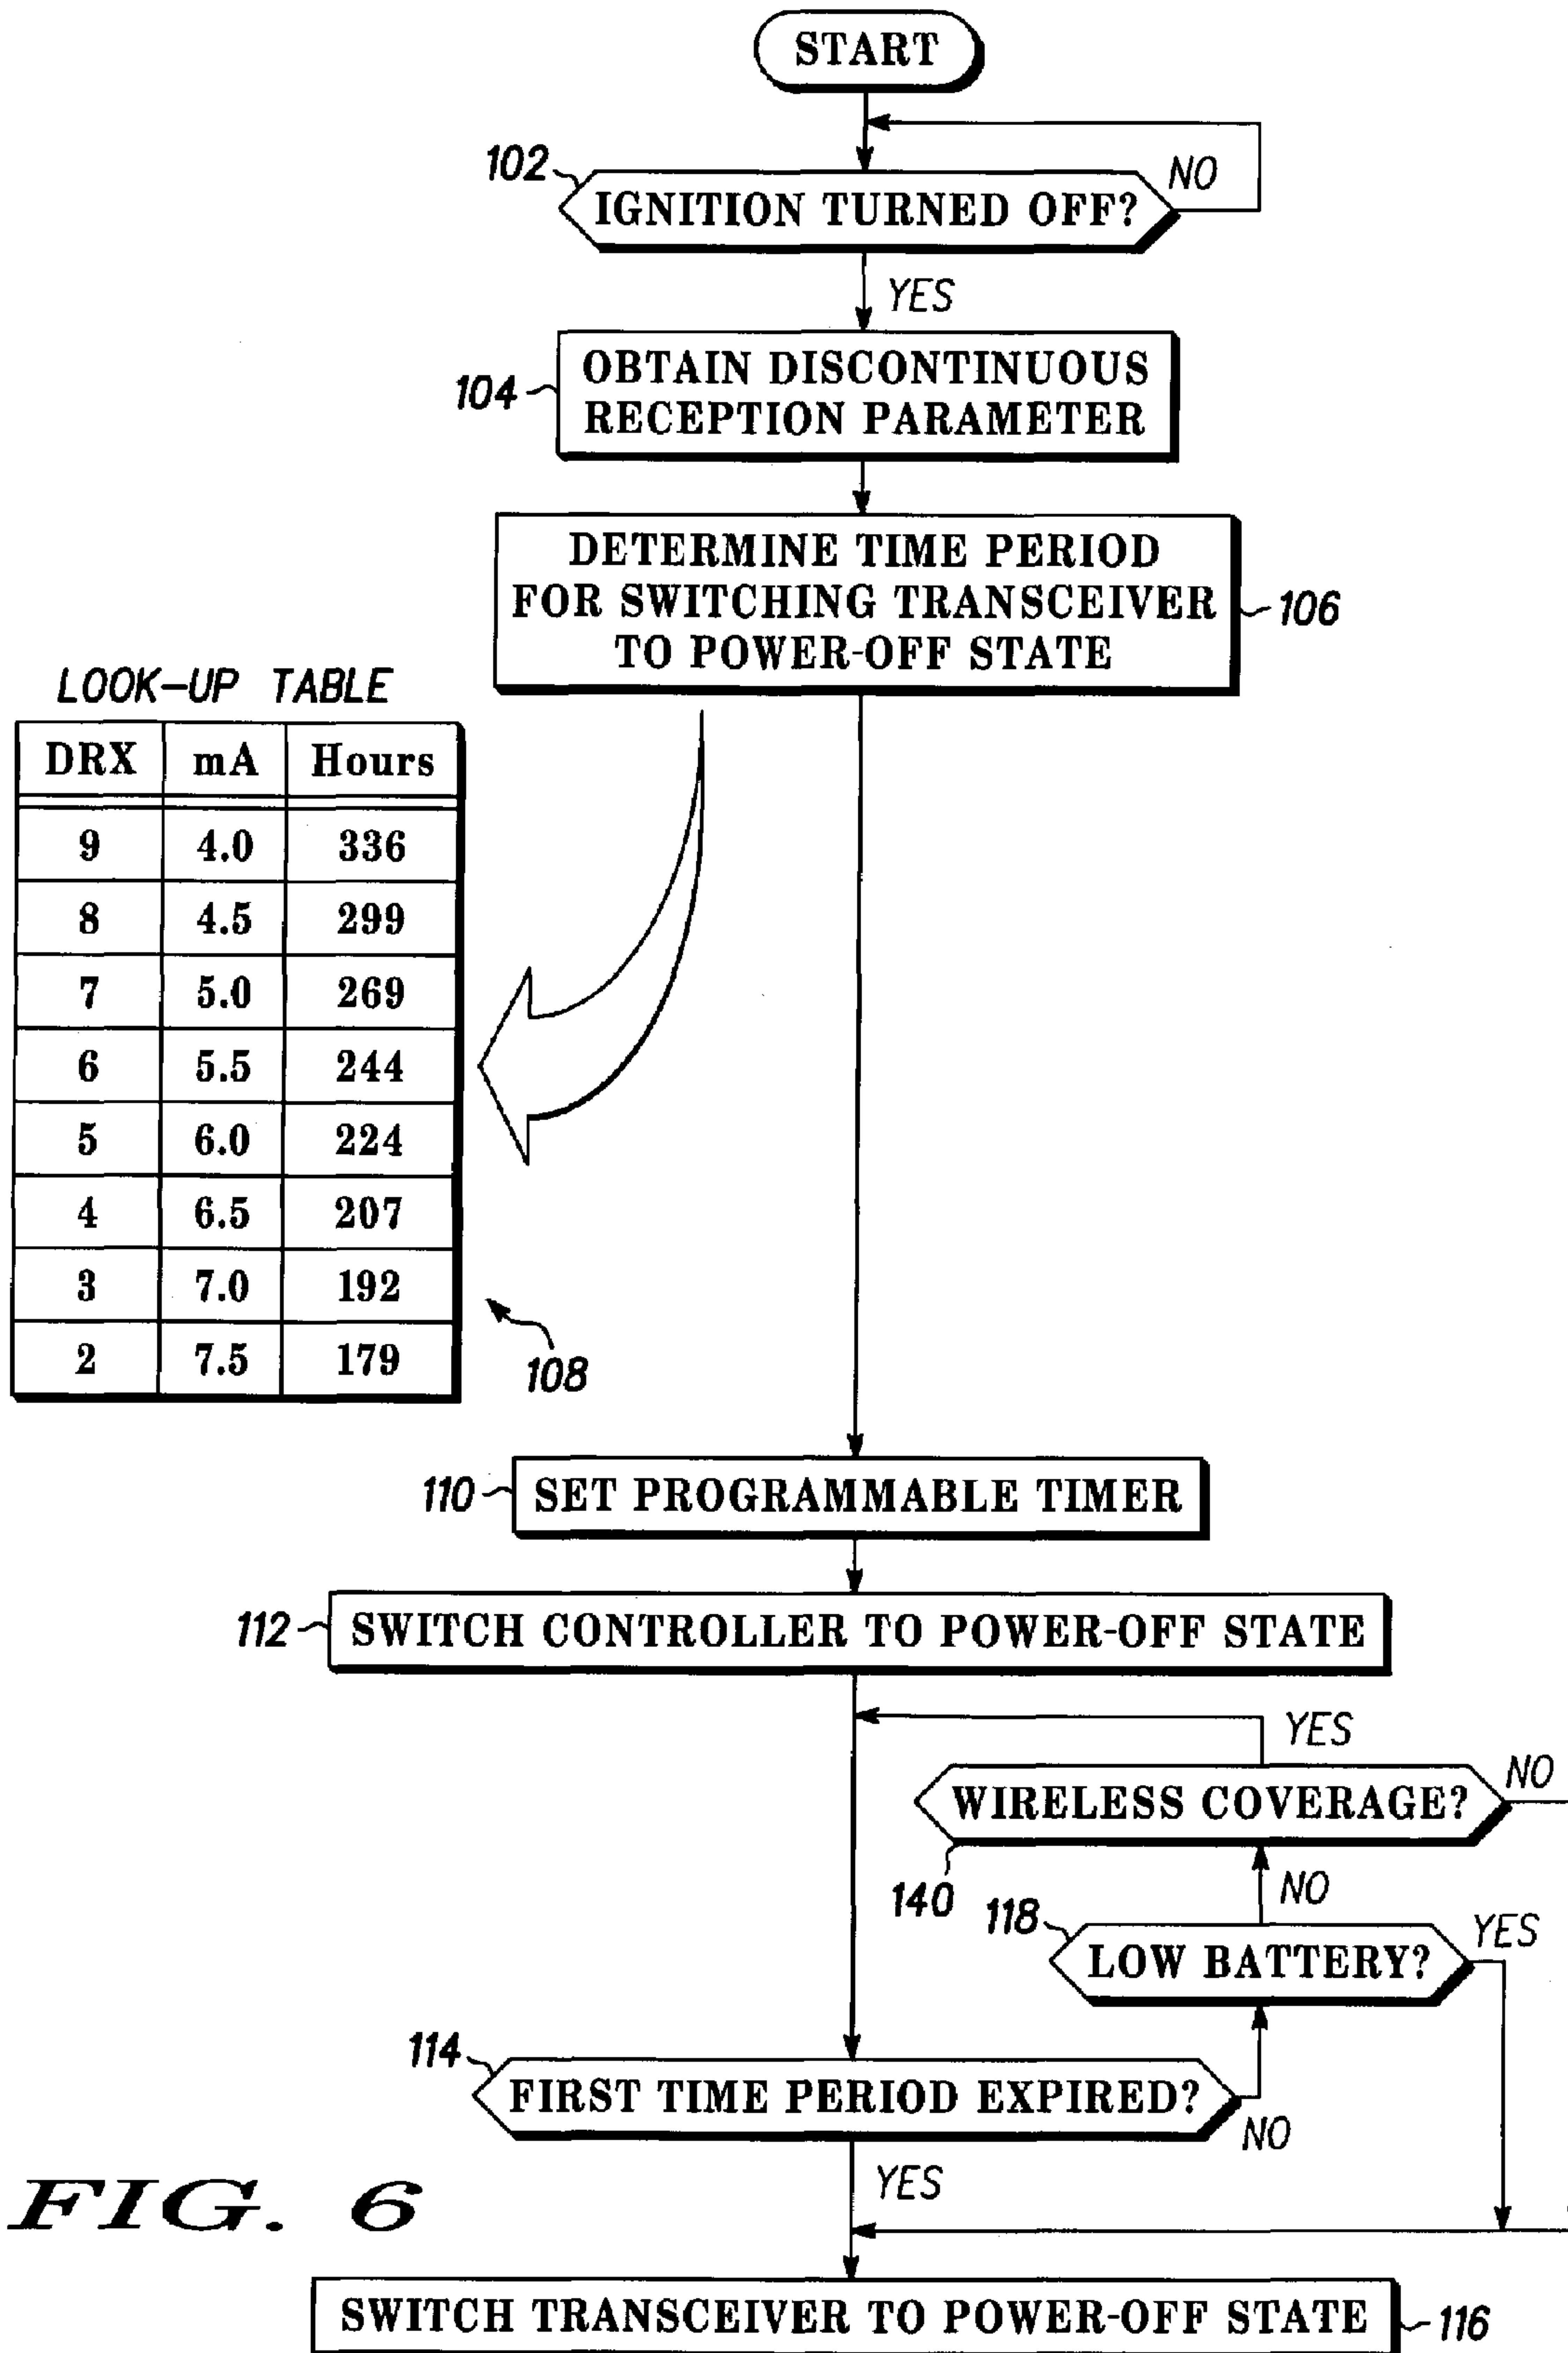 START
102
IGNITION TURNED OFF?
NO
YES
104
OBTAIN DISCONTINUOUS
RECEPTION PARAMETER
DETERMINE TIME PERIOD
FOR SWITCHING TRANSCEIVER
TO POWER-OFF STATE
106
LOOK-UP TABLE
DRX mA Hours
9 4.0 336
8 4.5 299
7 5.0 269
6 5.5 244
5 6.0 224
4 6.5 207
3 7.0 192
2 7.5 179
108
110
SET PROGRAMMABLE TIMER
112
SWITCH CONTROLLER TO POWER-OFF STATE
YES
WIRELESS COVERAGE?
NO
140
NO
118
LOW BATTERY?
YES
114
FIRST TIME PERIOD EXPIRED?
NO
YES
FIG. 6
SWITCH TRANSCEIVER TO POWER-OFF STATE
116